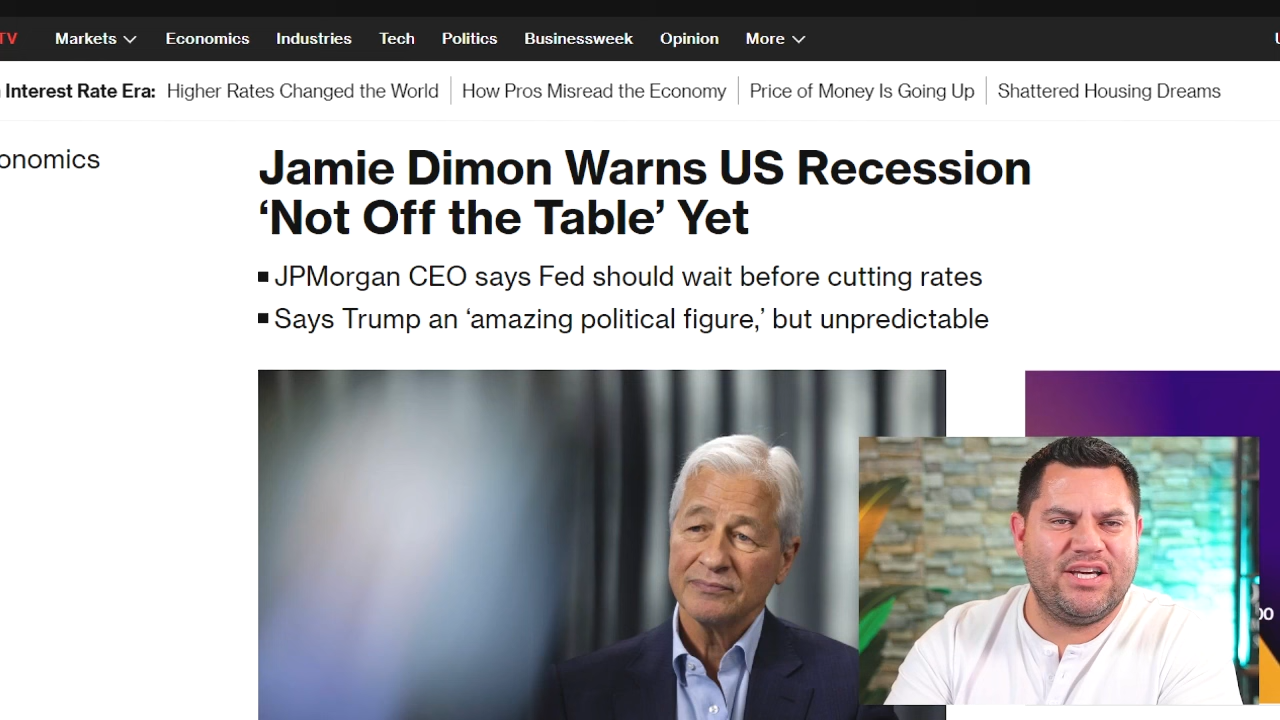 TV Markets Economics Industries Tech Politics Businessweek Opinion More
Interest Rate Era: Higher Rates Changed the World How Pros Misread the Economy Price of Money Is Going Up Shattered Housing Dreams
onomics
Jamie Dimon Warns US Recession
‘Not Off the Table’ Yet
JPMorgan CEO says Fed should wait before cutting rates
Says Trump an ‘amazing political figure,’ but unpredictable